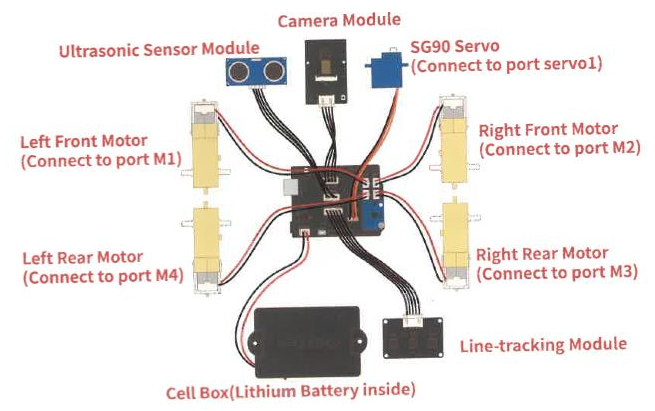 Camera Module
Ultrasonic Sensor Module
SG90 Servo
(Connect to port servo1)
Left Front Motor
(Connect to port M1)
Right Front Motor
(Connect to port M2)
Left Rear Motor
(Connect to port M4)
Right Rear Motor
(Connect to port M3)
Line-tracking Module
Cell Box(Lithium Battery inside)